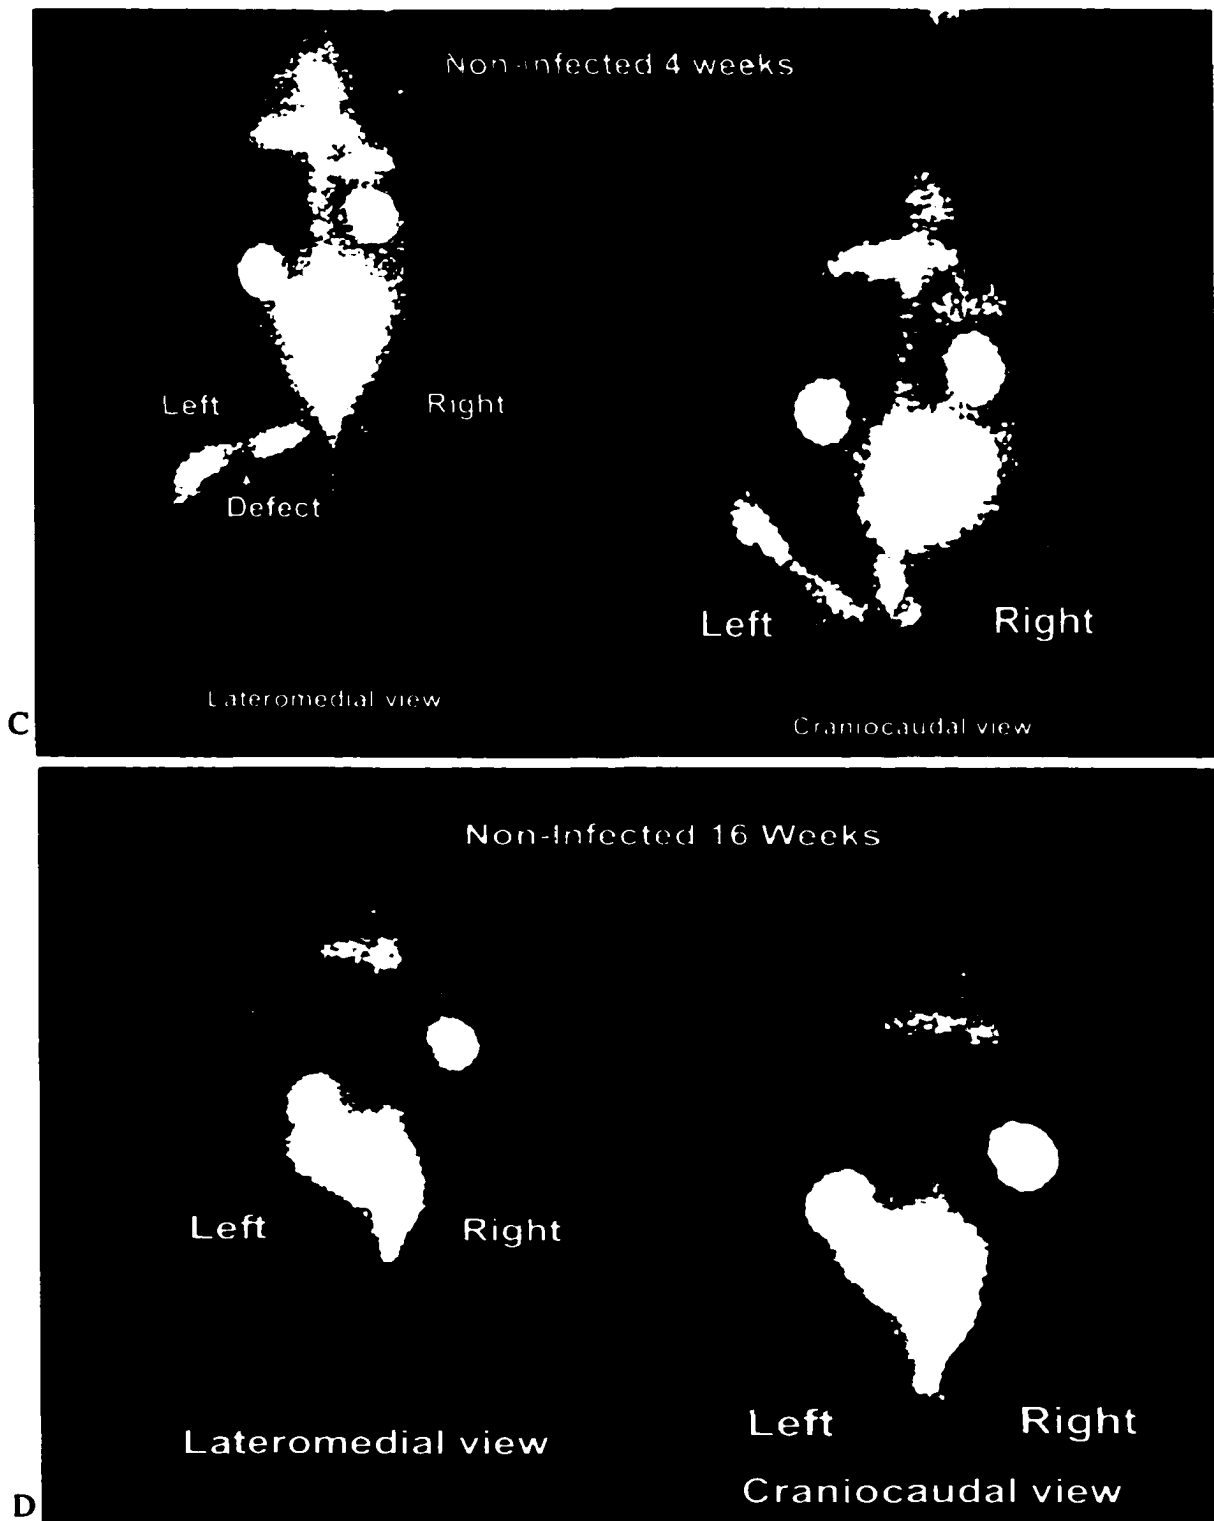 Non-infected 4 weeks
Left
Right
Defect
Left
Right
Lateromedial view
Craniocaudal view
C
Non-Infected 16 Weeks
Left
Right
Left
Right
Lateromedial view
Craniocaudal view
D